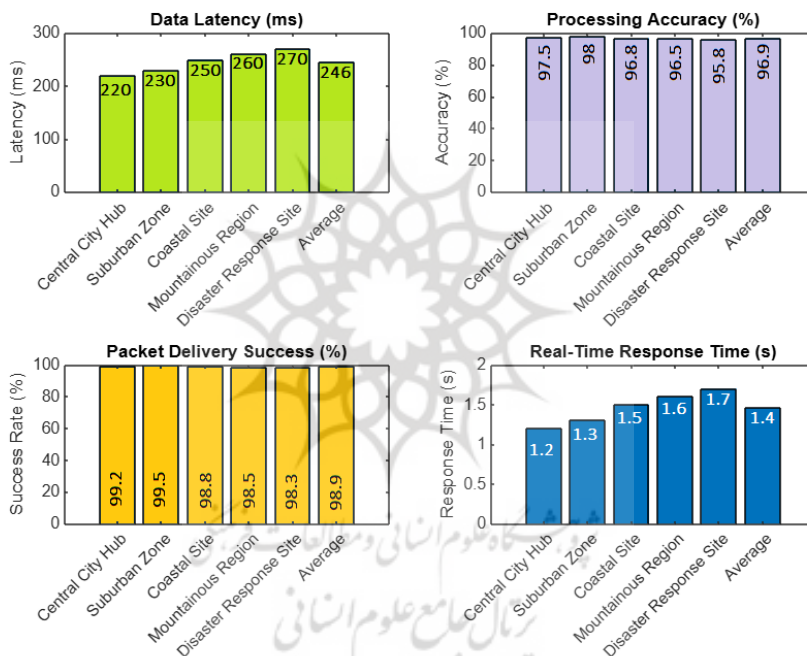 Data Latency (ms)
Latency (ms)
300
200
100
0
220
230
250
260
270
246
Central City Hub
Suburban Zone
Coastal Site
Mountainous Region
Disaster Response Site
Average
Processing Accuracy (%)
Accuracy (%)
100
80
60
40
20
0
97.5
98
96.8
96.5
95.8
96.9
Central City Hub
Suburban Zone
Coastal Site
Mountainous Region
Disaster Response Site
Average
Packet Delivery Success (%)
Success Rate (%)
100
80
60
40
20
0
99.2
99.5
98.8
98.5
98.3
98.9
Central City Hub
Suburban Zone
Coastal Site
Mountainous Region
Disaster Response Site
Average
Real-Time Response Time (s)
Response Time (s)
2
1.5
1
0.5
0
1.2
1.3
1.5
1.6
1.7
1.4
Central City Hub
Suburban Zone
Coastal Site
Mountainous Region
Disaster Response Site
Average
پژوهشگاه علوم انسانی و مطالعات فرهنگی
پرتال جامع علوم انسانی